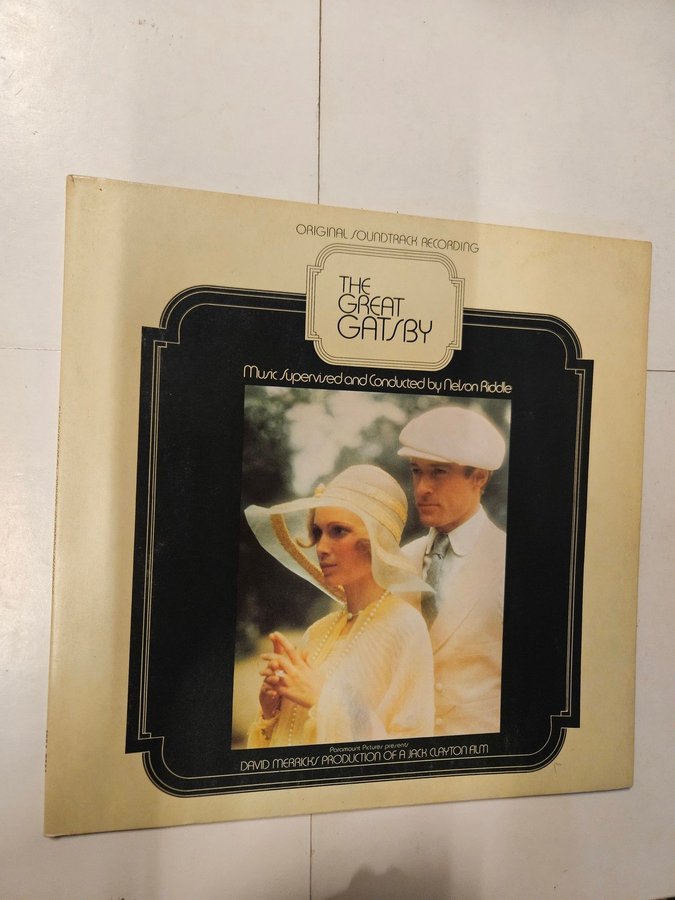 ORIGINAL SOUNDTRACK RECORDING
THE
GREAT
GATSBY
Music Supervised and Conducted by Nelson Riddle
Paramount Pictures presents
DAVID MERRICKS PRODUCTION OF A JACK CLAYTON FILM